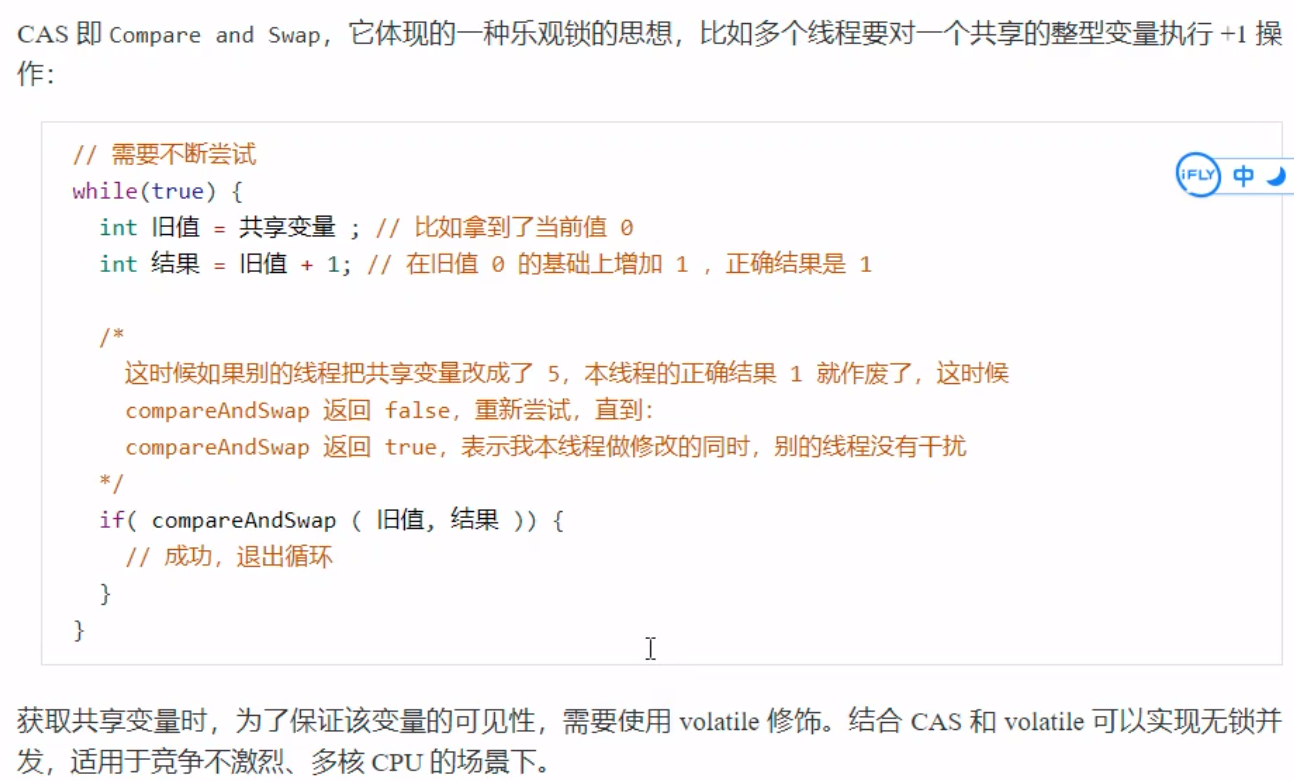 CAS 即 Compare and Swap，它体现的一种乐观锁的思想，比如多个线程要对一个共享的整型变量执行 +1 操
作：
// 需要不断尝试
while(true) {
int 旧值 = 共享变量 ; // 比如拿到了当前值 0
int 结果 = 旧值 + 1; // 在旧值 0 的基础上增加 1 ，正确结果是 1
/*
这时候如果别的线程把共享变量改成了 5，本线程的正确结果 1 就作废了，这时候
compareAndSwap 返回 false，重新尝试，直到：
compareAndSwap 返回 true，表示我本线程做修改的同时，别的线程没有干扰
*/
if( compareAndSwap ( 旧值, 结果 )) {
// 成功，退出循环
}
}
iFLY 中
获取共享变量时，为了保证该变量的可见性，需要使用 volatile 修饰。结合 CAS 和 volatile 可以实现无锁并
发，适用于竞争不激烈、多核 CPU 的场景下。